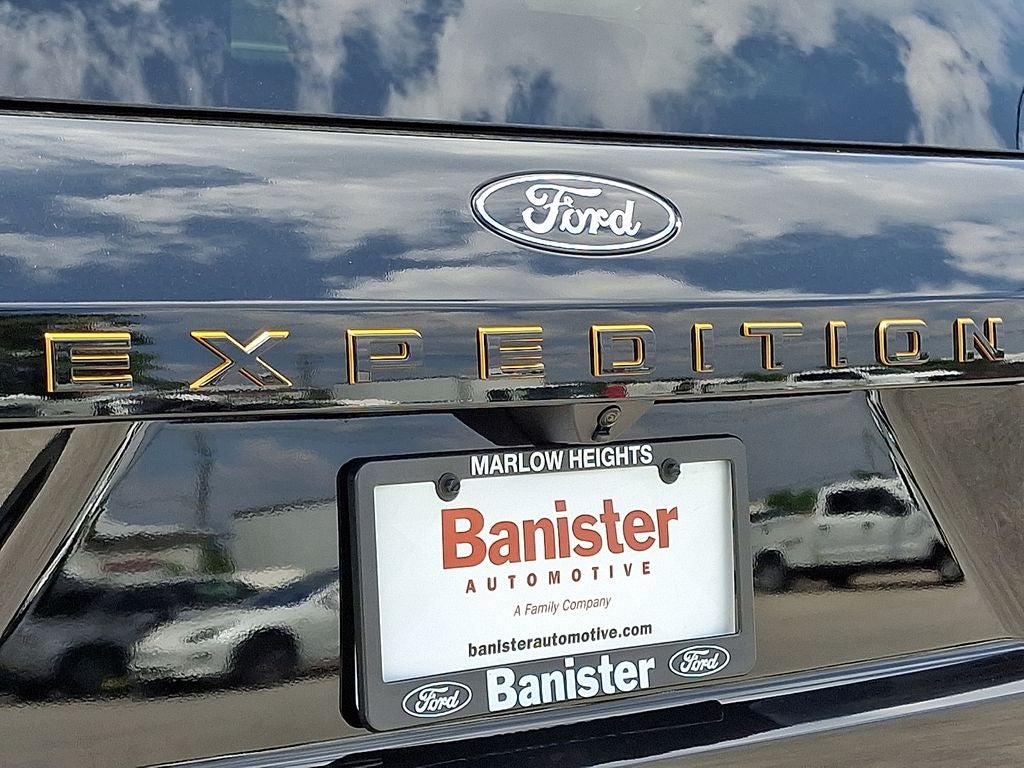 Ford
EXPEDITION
MARLOW HEIGHTS
Banister
AUTOMOTIVE
A Family Company
banisterautomotive.com
Ford Banister Ford